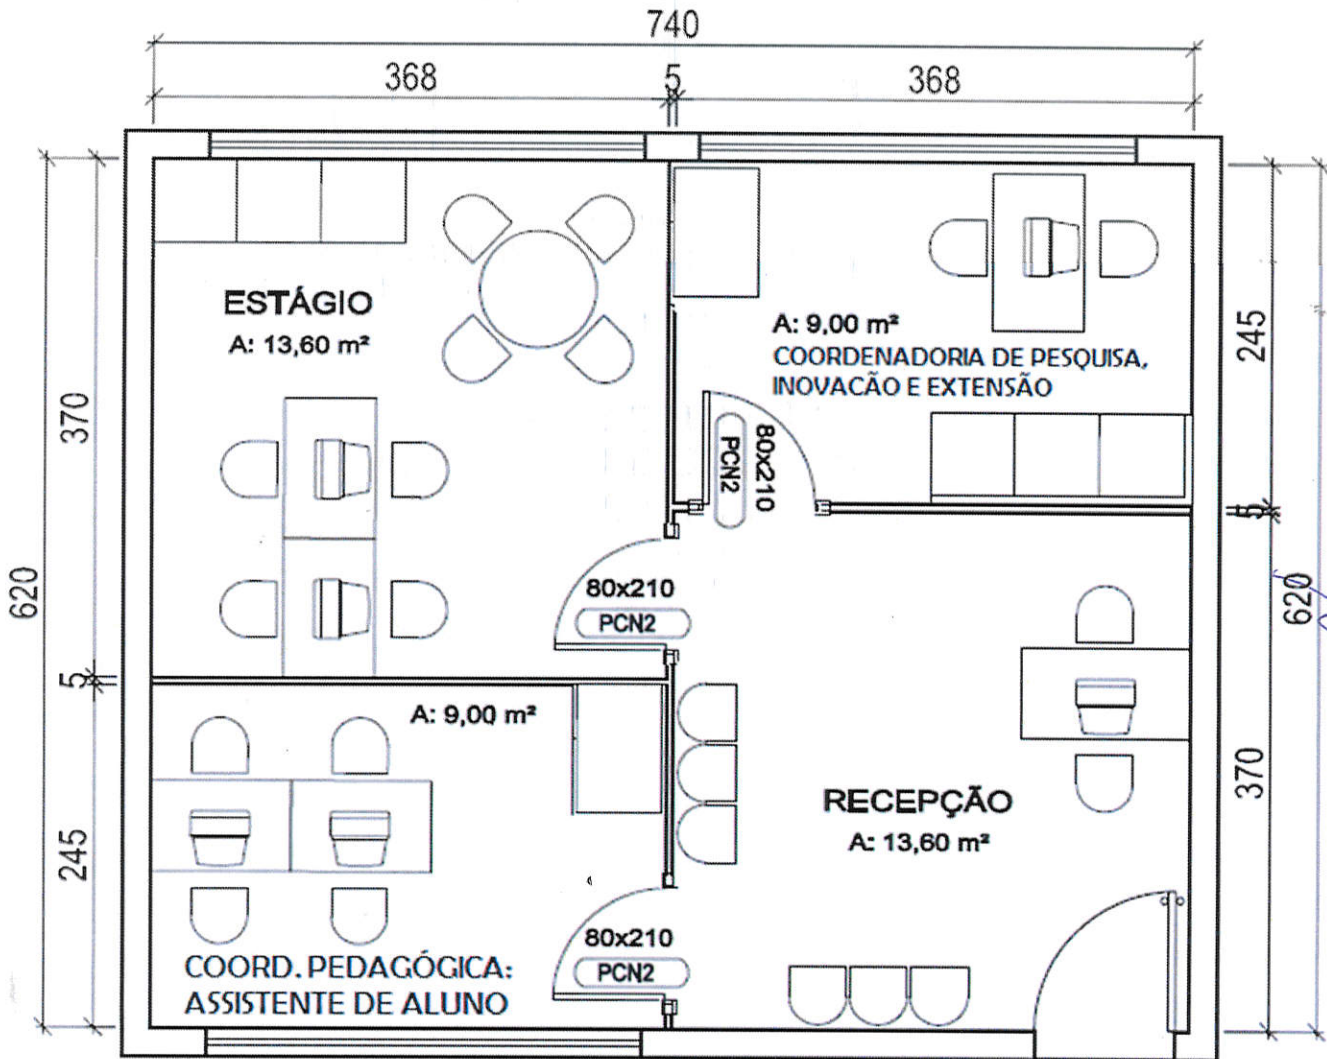 740
368
5
368
ESTÁGIO
A: 13,60 m²
A: 9,00 m²
COORDENADORIA DE PESQUISA,
INOVACÃO E EXTENSÃO
245
370
80x210
PCN2
5
620
620
80x210
PCN2
5
A: 9,00 m²
370
RECEPÇÃO
A: 13,60 m²
245
80x210
PCN2
COORD. PEDAGÓGICA:
ASSISTENTE DE ALUNO